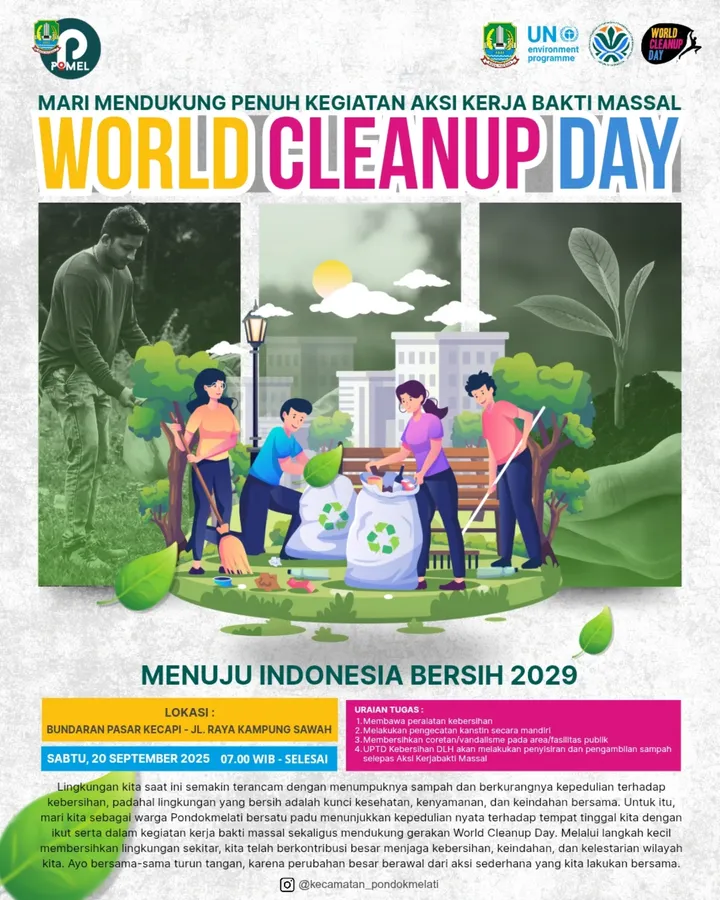 POMEL
UN
environment
programme
WORLD
CLEANUP
DAY
MARI MENDUKUNG PENUH KEGIATAN AKSI KERJA BAKTI MASSAL
WORLD CLEANUP DAY
MENUJU INDONESIA BERSIH 2029
LOKASI :
BUNDARAN PASAR KECAPI - JL. RAYA KAMPUNG SAWAH
SABTU, 20 SEPTEMBER 2025 07.00 WIB - SELESAI
URAIAN TUGAS :
1. Membawa peralatan kebersihan
2. Melakukan pengecatan kanstin secara mandiri
3. Membersihkan coretan/vandalisme pada area/fasilitas publik
4. UPTD Kebersihan DLH akan melakukan penyisiran dan pengambilan sampah
selepas Aksi Kerjabakti Massal
Lingkungan kita saat ini semakin terancam dengan menumpuknya sampah dan berkurangnya kepedulian terhadap
kebersihan, padahal lingkungan yang bersih adalah kunci kesehatan, kenyamanan, dan keindahan bersama. Untuk itu,
mari kita sebagai warga Pondokmelati bersatu padu menunjukkan kepedulian nyata terhadap tempat tinggal kita dengan
ikut serta dalam kegiatan kerja bakti massal sekaligus mendukung gerakan World Cleanup Day. Melalui langkah kecil
membersihkan lingkungan sekitar, kita telah berkontribusi besar menjaga kebersihan, keindahan, dan kelestarian wilayah
kita. Ayo bersama-sama turun tangan, karena perubahan besar berawal dari aksi sederhana yang kita lakukan bersama.
@kecamatan_pondokmelati